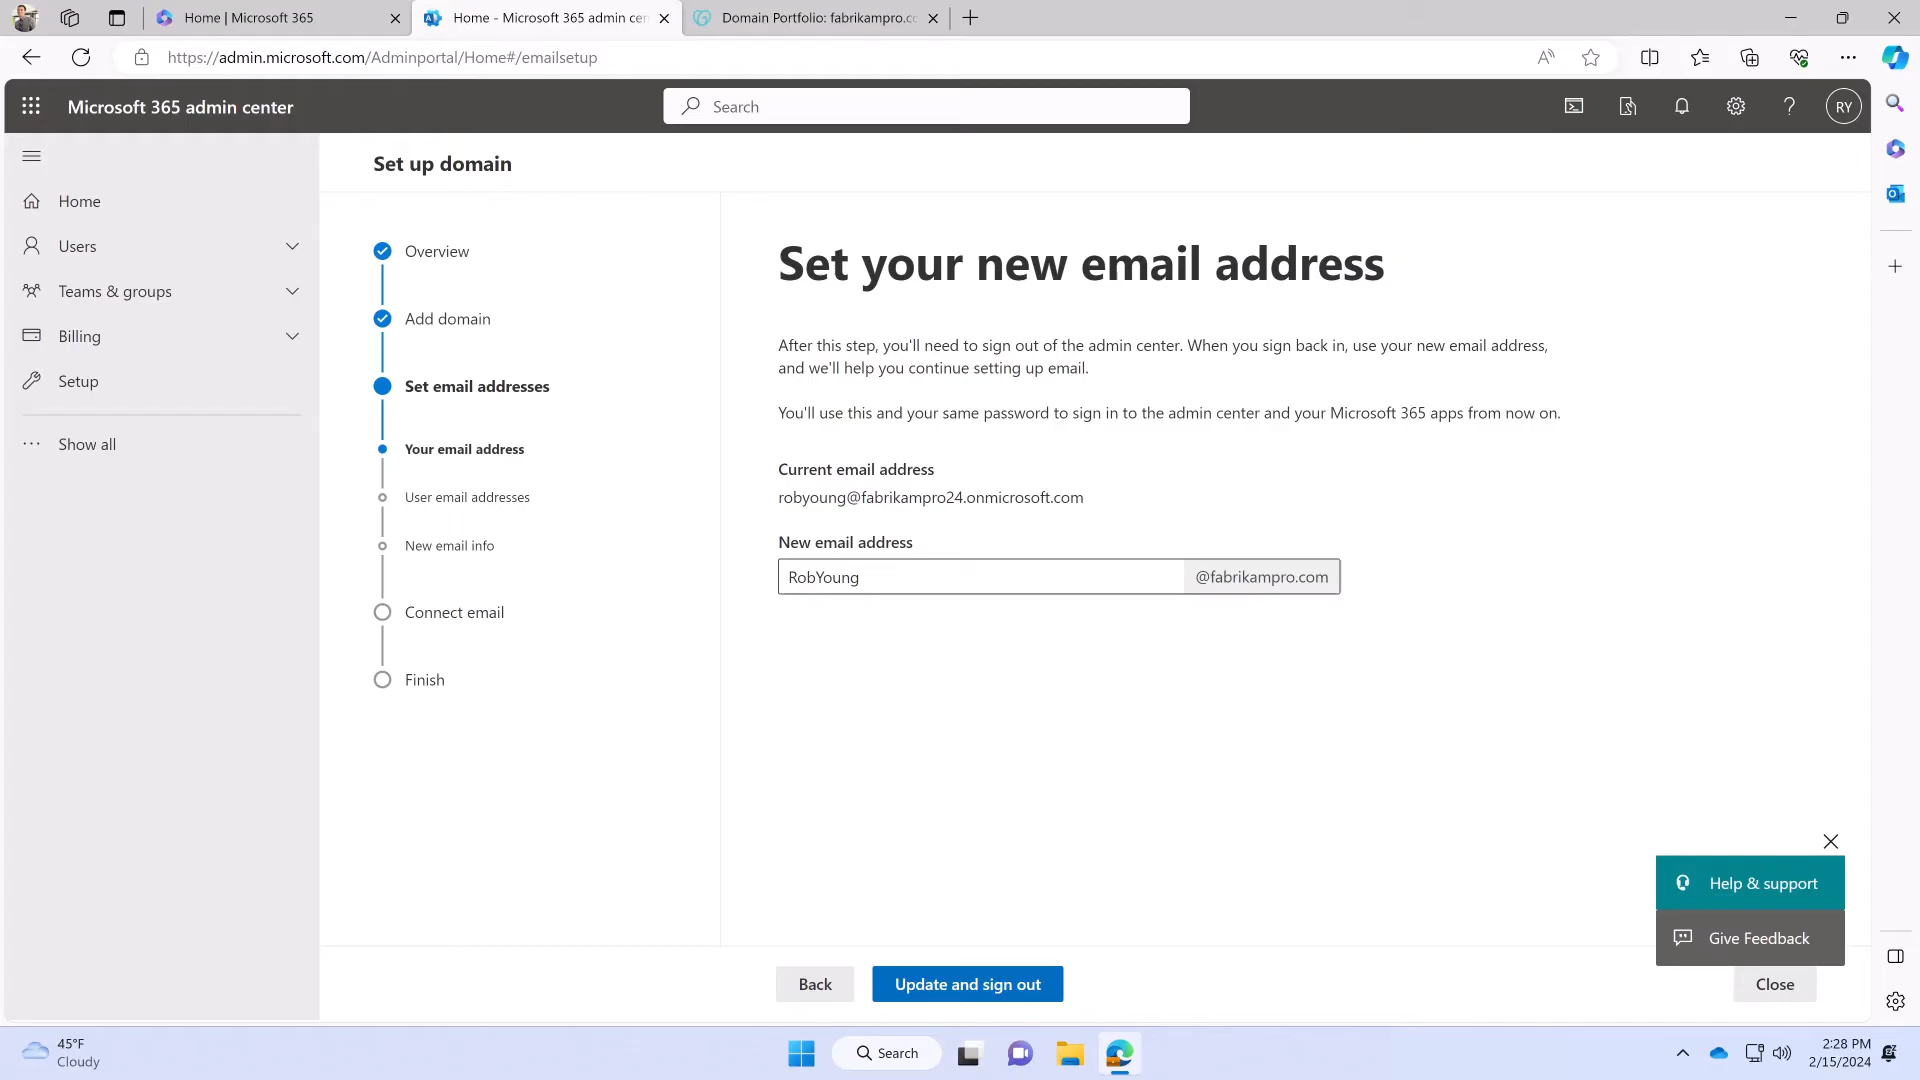 Home | Microsoft 365
Home - Microsoft 365 admin cen
Domain Portfolio: fabrikampro.co
https://admin.microsoft.com/Adminportal/Home#/emailsetup
Microsoft 365 admin center
Search
RY
Set up domain
Home
Users
Teams & groups
Billing
Setup
Show all
Overview
Add domain
Set email addresses
Your email address
User email addresses
New email info
Connect email
Finish
Set your new email address
After this step, you'll need to sign out of the admin center. When you sign back in, use your new email address,
and we'll help you continue setting up email.
You'll use this and your same password to sign in to the admin center and your Microsoft 365 apps from now on.
Current email address
robyoung@fabrikampro24.onmicrosoft.com
New email address
RobYoung @fabrikampro.com
Help & support
Give Feedback
Back
Update and sign out
Close
45°F
Cloudy
Search
2:28 PM
2/15/2024